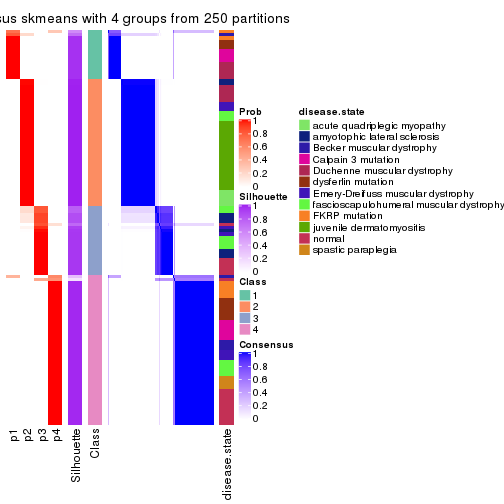 sus skmeans with 4 groups from 250 partitions
Prob
1
0.8
0.6
0.4
0.2
0
Silhouette
1
0.8
0.6
0.4
0.2
0
Class
1
2
3
4
Consensus
1
0.8
0.6
0.4
0.2
0
disease.state
acute quadriplegic myopathy
amyotophic lateral sclerosis
Becker muscular dystrophy
Calpain 3 mutation
Duchenne muscular dystrophy
dysferlin mutation
Emery-Dreifuss muscular dystrophy
fascioscapulohumeral muscular dystrophy
FKRP mutation
juvenile dermatomyositis
normal
spastic paraplegia
p1
p2
p3
p4
Silhouette
Class
disease.state